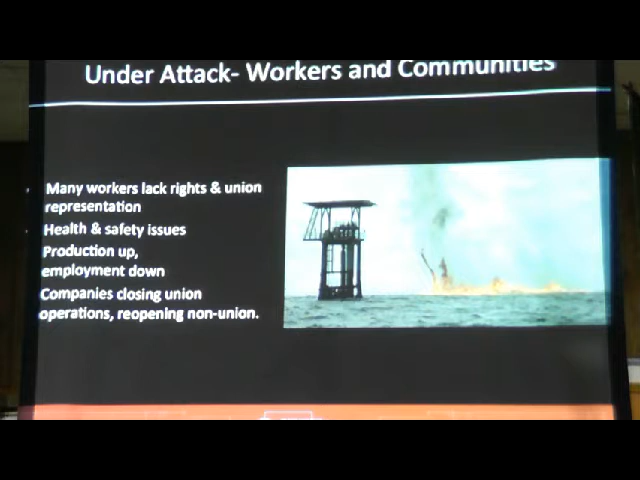 Under Attack- Workers and Communities
Many workers lack rights & union
representation
Health & safety issues
Production up,
employment down
Companies closing union
operations, reopening non-union.